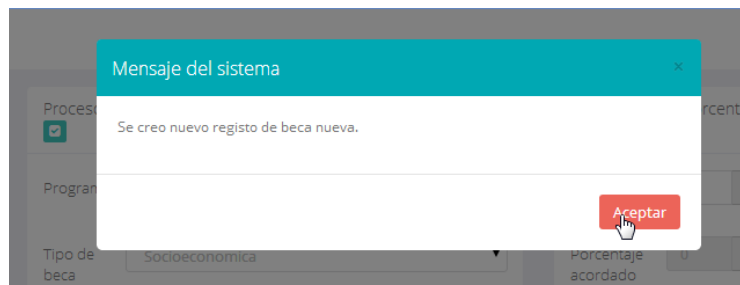 Mensaje del sistema
×
Proceso
rcent
Se creo nuevo registo de beca nueva.
Program
Aceptar
Tipo de
beca
Socioeconomica
Porcentaje
acordado
0